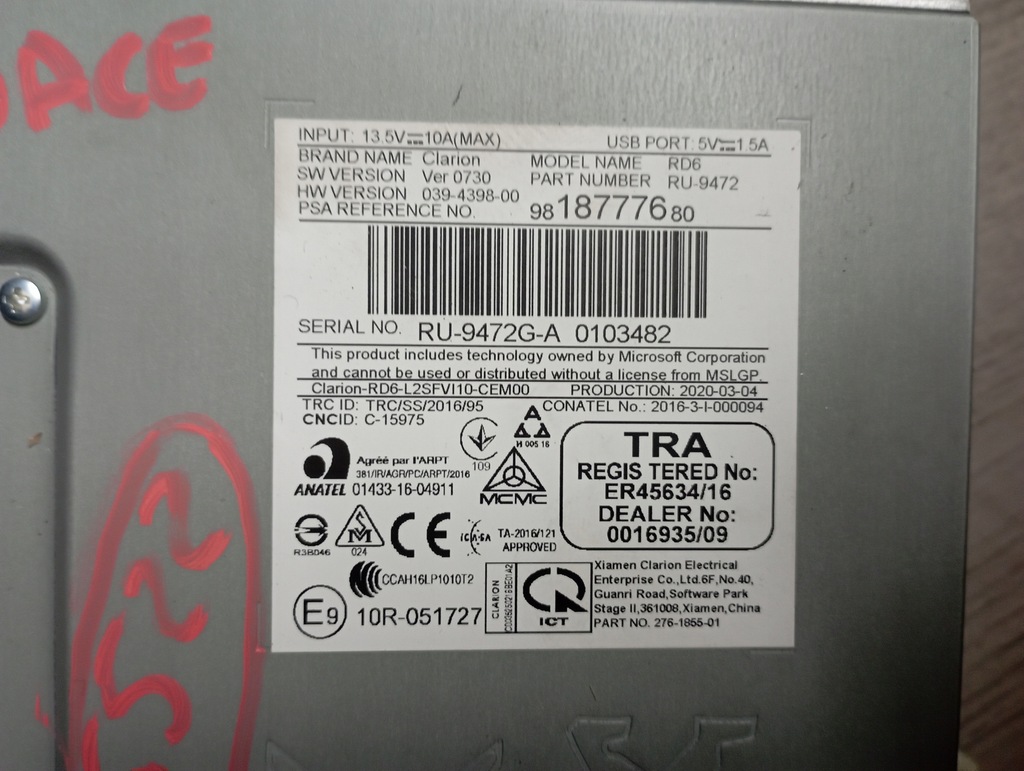 ACE
INPUT: 13.5V⎓10A(MAX) USB PORT: 5V⎓1.5A
BRAND NAME Clarion MODEL NAME RD6
SW VERSION Ver 0730 PART NUMBER RU-9472
HW VERSION 039-4398-00
PSA REFERENCE NO. 98 187776 80
SERIAL NO. RU-9472G-A 0103482
This product includes technology owned by Microsoft Corporation
and cannot be used or distributed without a license from MSLGP.
Clarion-RD6-L2SFVI10-CEM00 PRODUCTION: 2020-03-04
TRC ID: TRC/SS/2016/95 CONATEL No.: 2016-3-I-000094
CNCID: C-15975
109
И 005 16
Agréé par l'ARPT
381/IR/AGR/PC/ARPT/2016
ANATEL 01433-16-04911
MCMC
TRA
REGIS TERED No:
ER45634/16
DEALER No:
0016935/09
R38046
SM
024
CE
ICASA
TA-2016/121
APPROVED
CCAH16LP1010T2
E9 10R-051727
CLARION
ICT
Xiamen Clarion Electrical
Enterprise Co.,Ltd.6F,No.40,
Guanri Road,Software Park
Stage II,361008,Xiamen,China
PART NO. 276-1855-01
5522